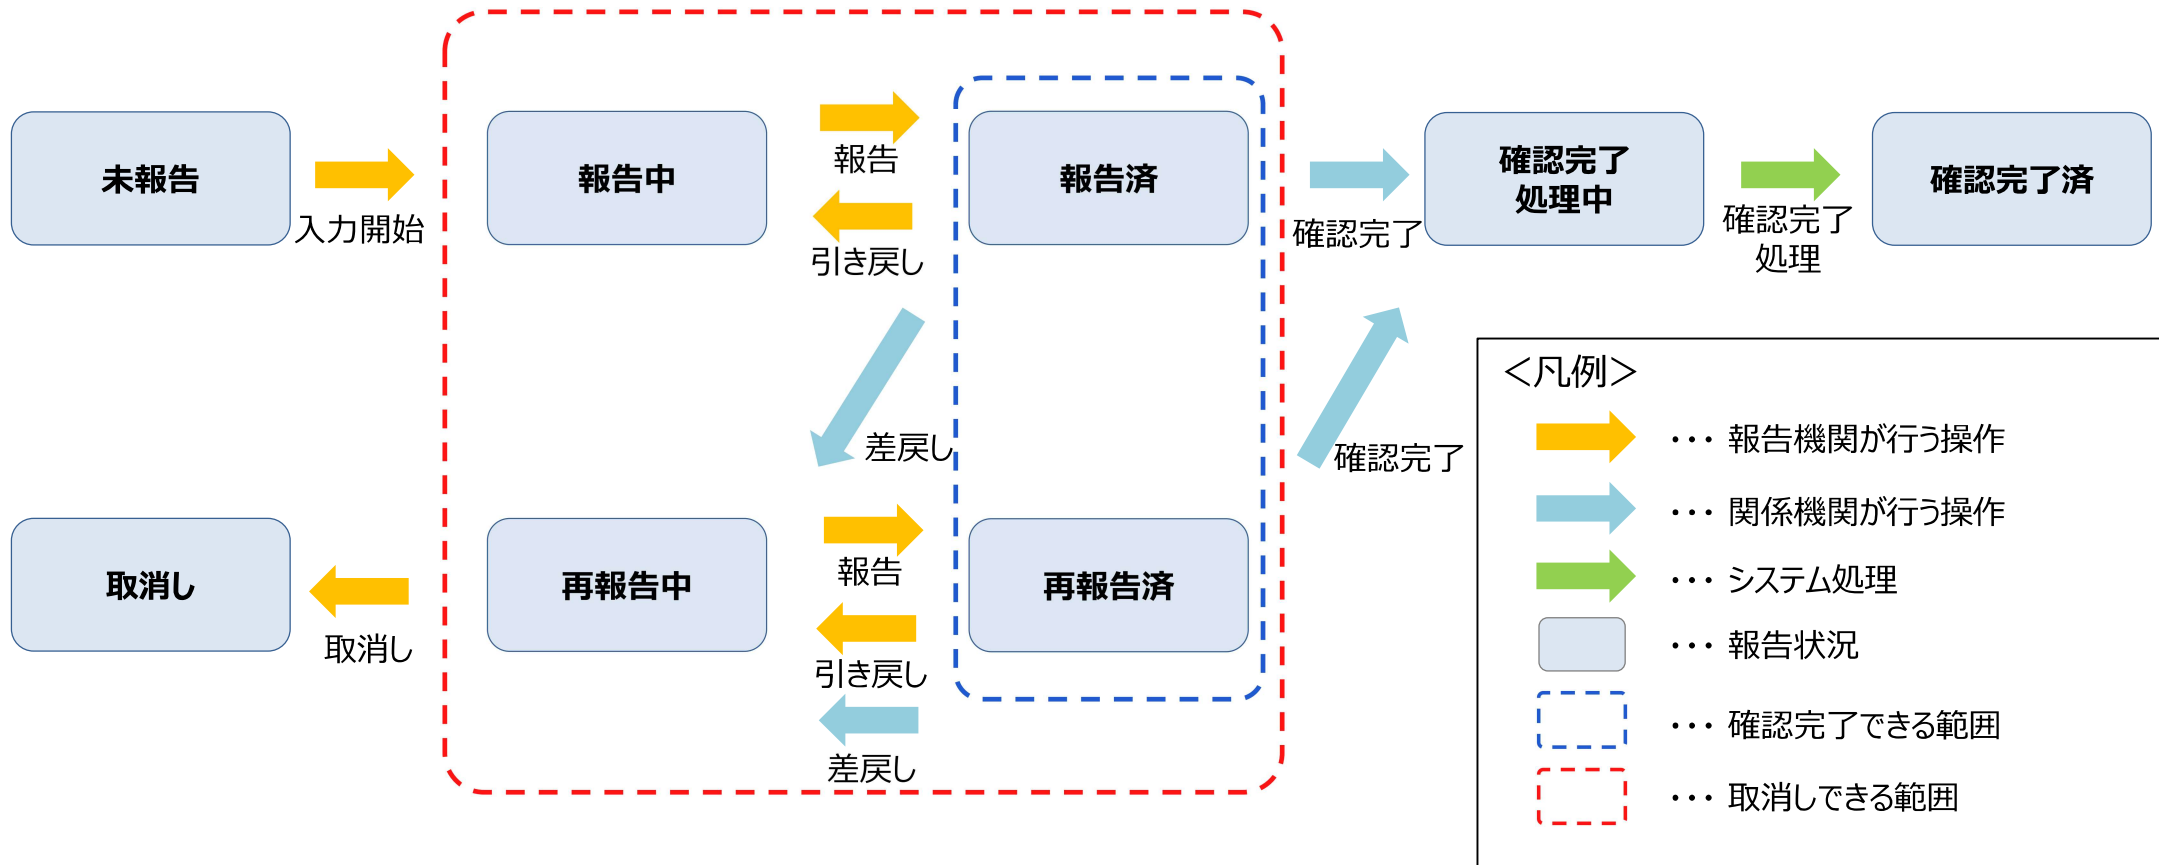 未報告
入力開始
報告中
報告
引き戻し
報告済
確認完了
確認完了
処理中
確認完了
処理
確認完了済
差戻し
確認完了
取消し
取消し
再報告中
報告
引き戻し
差戻し
再報告済
＜凡例＞
・・・ 報告機関が行う操作
・・・ 関係機関が行う操作
・・・ システム処理
・・・ 報告状況
・・・ 確認完了できる範囲
・・・ 取消しできる範囲